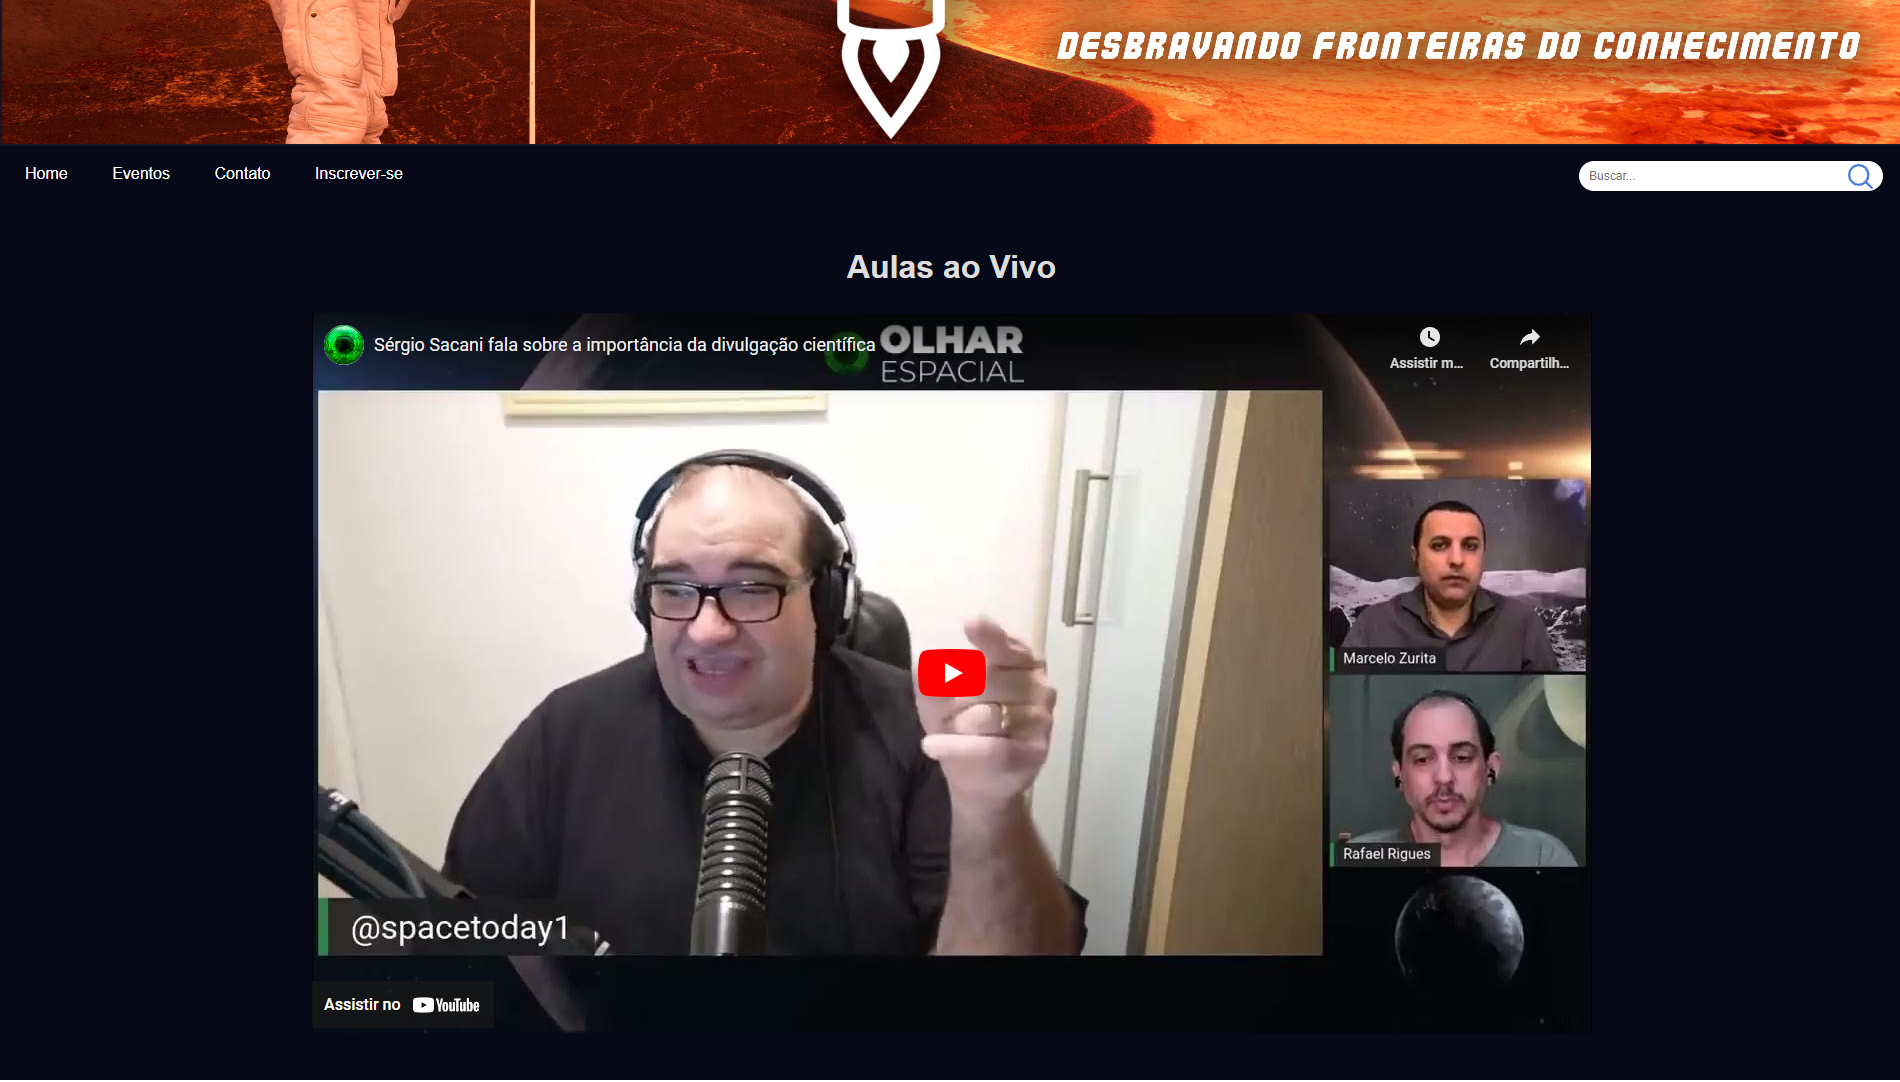 DESBRAVANDO FRONTEIRAS DO CONHECIMENTO
Home Eventos Contato Inscrever-se Buscar...
Aulas ao Vivo
Sérgio Sacani fala sobre a importância da divulgação científica
OLHAR
ESPACIAL
Assistir m... Compartilh...
Marcelo Zurita
Rafael Rigues
@spacetoday1
Assistir no YouTube